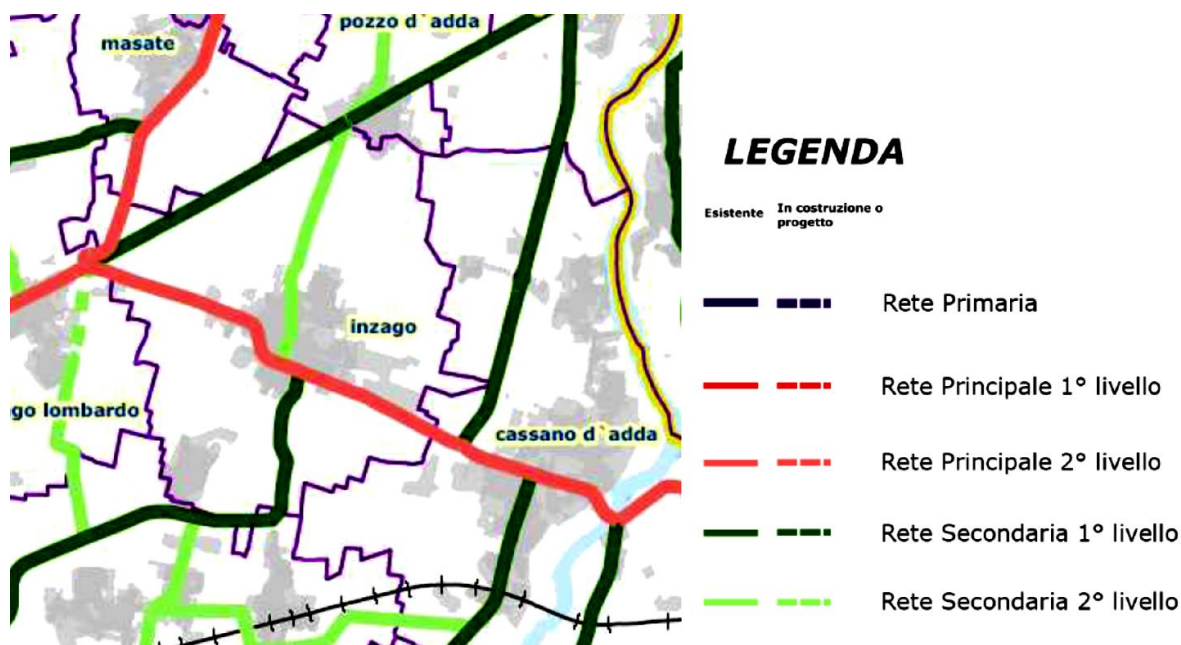 pozzo d`adda
masate
inzago
go lombardo
cassano d`adda
LEGENDA
Esistente In costruzione o
progetto
Rete Primaria
Rete Principale 1° livello
Rete Principale 2° livello
Rete Secondaria 1° livello
Rete Secondaria 2° livello